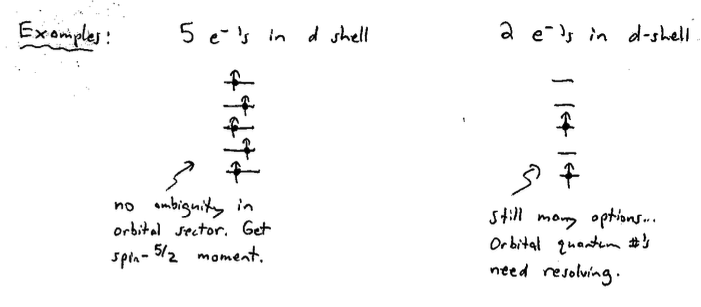 Examples:
5 e⁻'s in d shell
2 e⁻'s in d-shell
no ambiguity in
orbital sector. Get
spin-5/2 moment.
still many options...
Orbital quantum #'s
need resolving.